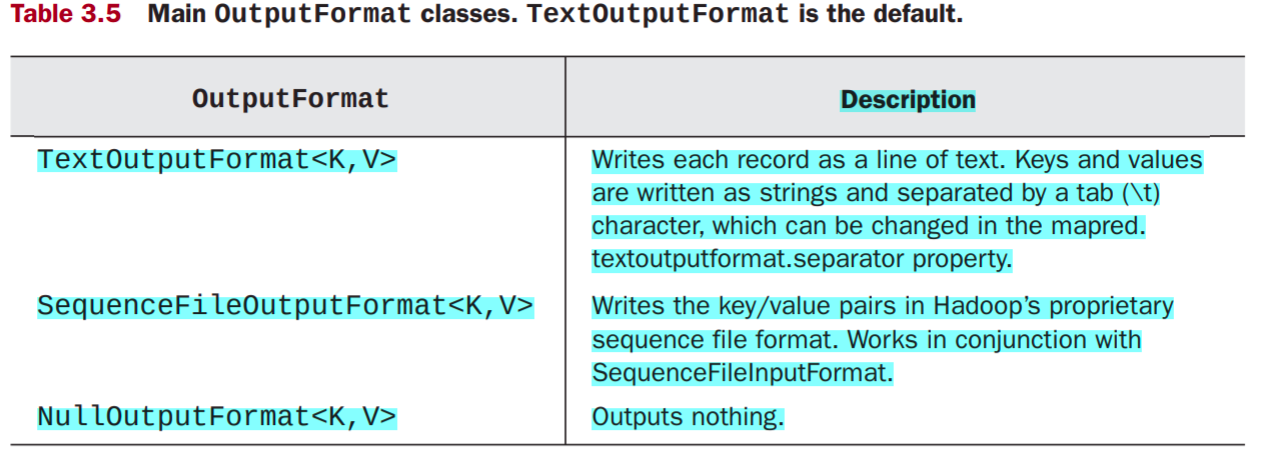 Table 3.5 Main OutputFormat classes. TextOutputFormat is the default.
OutputFormat
Description
TextOutputFormat<K,V>
Writes each record as a line of text. Keys and values
are written as strings and separated by a tab (\t)
character, which can be changed in the mapred.
textoutputformat.separator property.
SequenceFileOutputFormat<K,V>
Writes the key/value pairs in Hadoop’s proprietary
sequence file format. Works in conjunction with
SequenceFileInputFormat.
NullOutputFormat<K,V>
Outputs nothing.